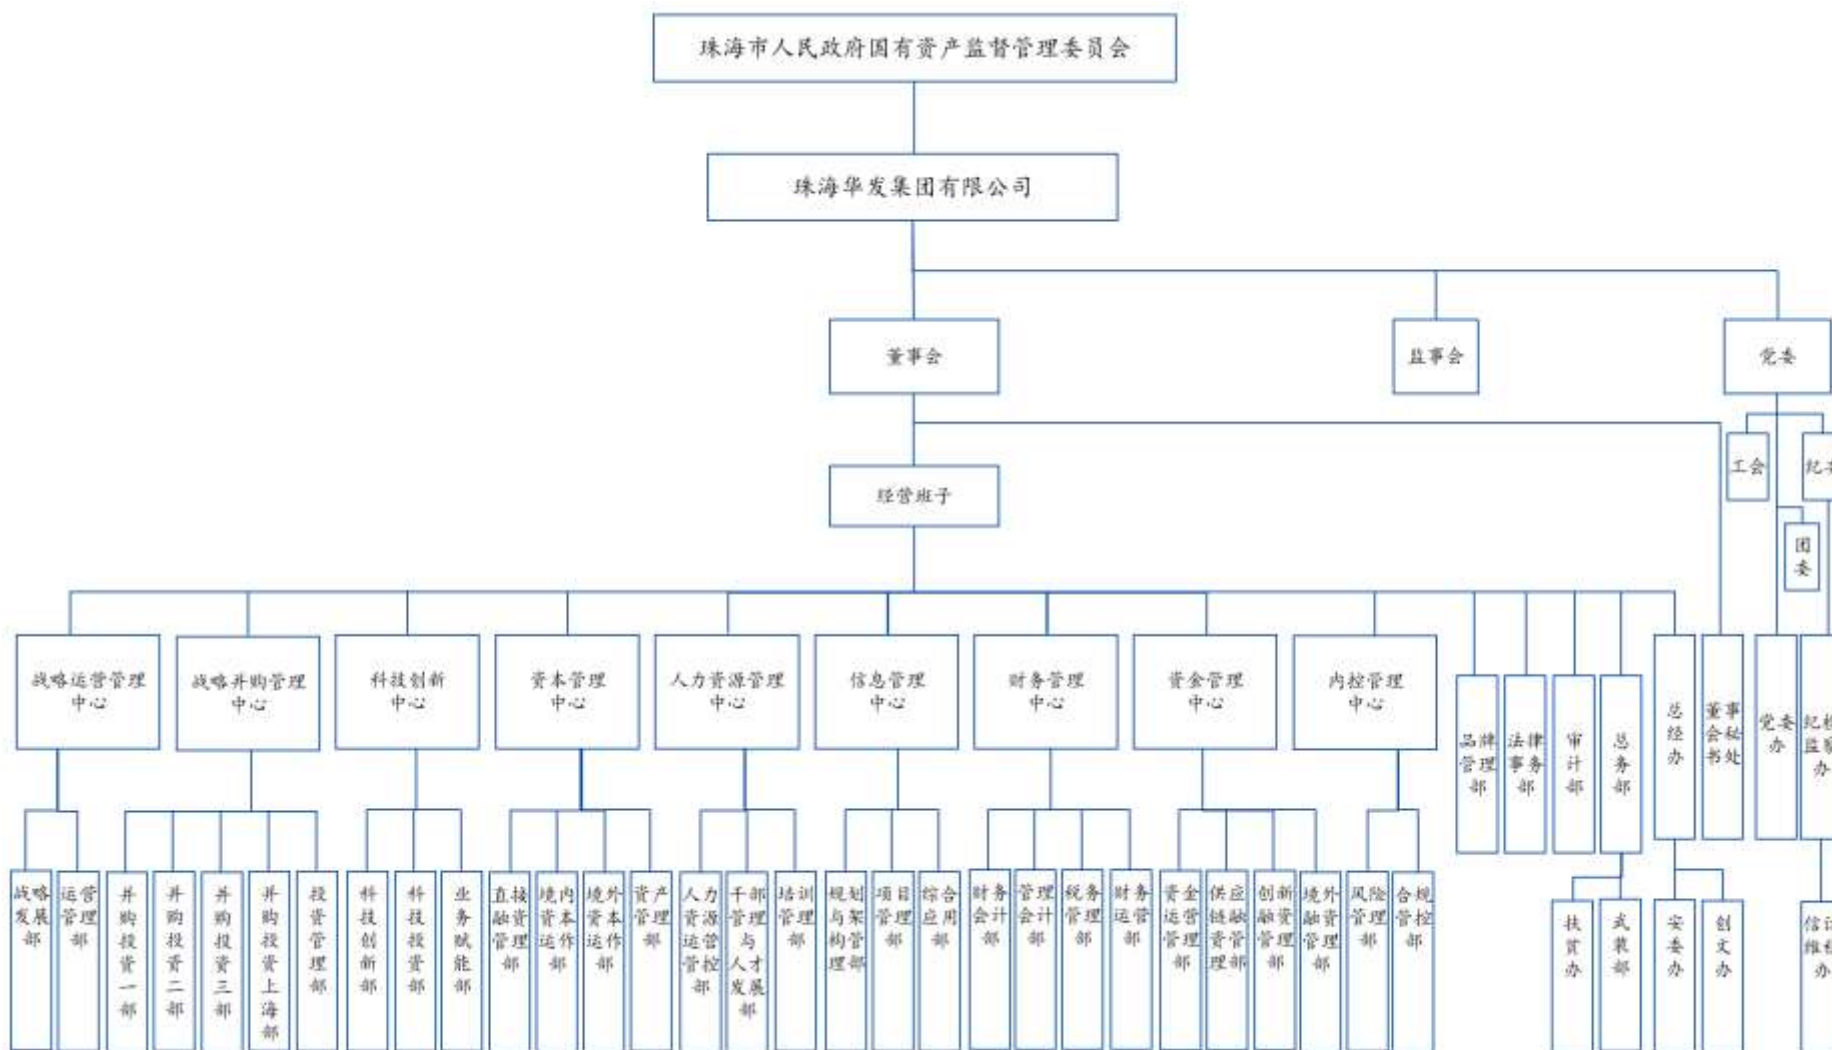 珠海市人民政府国有资产监督管理委员会
珠海华发集团有限公司
董事会
监事会
党委
工会
经营班子
团
委
战略运营管理
中心
战略并购管理
中心
科技创新
中心
资本管理
中心
人力资源管理
中心
信息管理
中心
财务管理
中心
资金管理
中心
内控管理
中心
品牌
管理
部
法律
事务
部
审
计
部
总
务
部
总
经
办
董事
会秘
书处
党委
办
战略
发展
部
运营
管理
部
并
购
投
资
一
部
并
购
投
资
二
部
并
购
投
资
三
部
并
购
投
资
上
海
部
投
资
管
理
部
科
技
创
新
部
科
技
投
资
部
业
务
赋
能
部
直接
融资
管理
部
境内
资本
运作
部
境外
资本
运作
部
资产
管理
部
人力
资源
运营
管控
部
干部
管理
与
人才
发展
部
培训
管理
部
规划
与架
构管
理部
项目
管理
部
综合
应用
部
财务
会计
部
管理
会计
部
税务
管理
部
财务
运营
部
资金
运营
管理
部
供应
链融
资管
理部
创新
融资
管理
部
境外
融资
管理
部
风险
管理
部
合规
管控
部
扶
贫
办
武
装
部
安
委
办
创
文
办